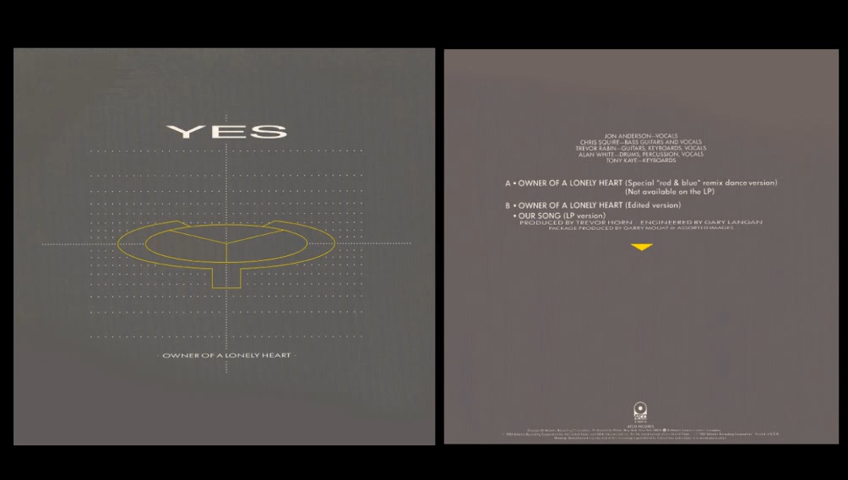 YES
OWNER OF A LONELY HEART
JON ANDERSON–VOCALS
CHRIS SQUIRE–BASS GUITARS AND VOCALS
TREVOR RABIN–GUITARS, KEYBOARDS, VOCALS
ALAN WHITE–DRUMS, PERCUSSION, VOCALS
TONY KAYE–KEYBOARDS
A • OWNER OF A LONELY HEART (Special "red & blue" remix dance version)
(Not available on the LP)
B • OWNER OF A LONELY HEART (Edited version)
• OUR SONG (LP version)
PRODUCED BY TREVOR HORN ENGINEERED BY GARY LANGAN
PACKAGE PRODUCED BY GARRY MOUAT @ ASSORTED IMAGES